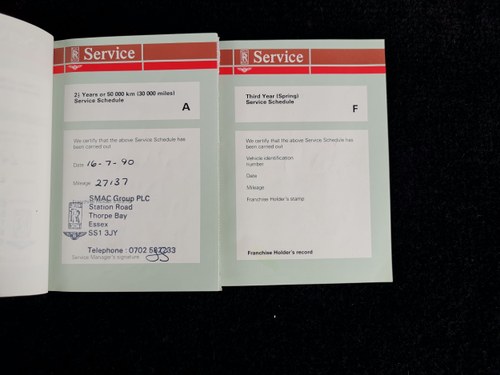 Service
2½ Years or 50 000 km (30 000 miles)
Service Schedule
A
We certify that the above Service Schedule has
been carried out
Date 16-7-90
Mileage 27137
SMAC Group PLC
Station Road
Thorpe Bay
Essex
SS1 3JY
Telephone : 0702 587233
Service Manager's signature
Service
Third Year (Spring)
Service Schedule
F
We certify that the above Service Schedule has
been carried out
Vehicle identification
number
Date
Mileage
Franchise Holder's stamp
Franchise Holder's record